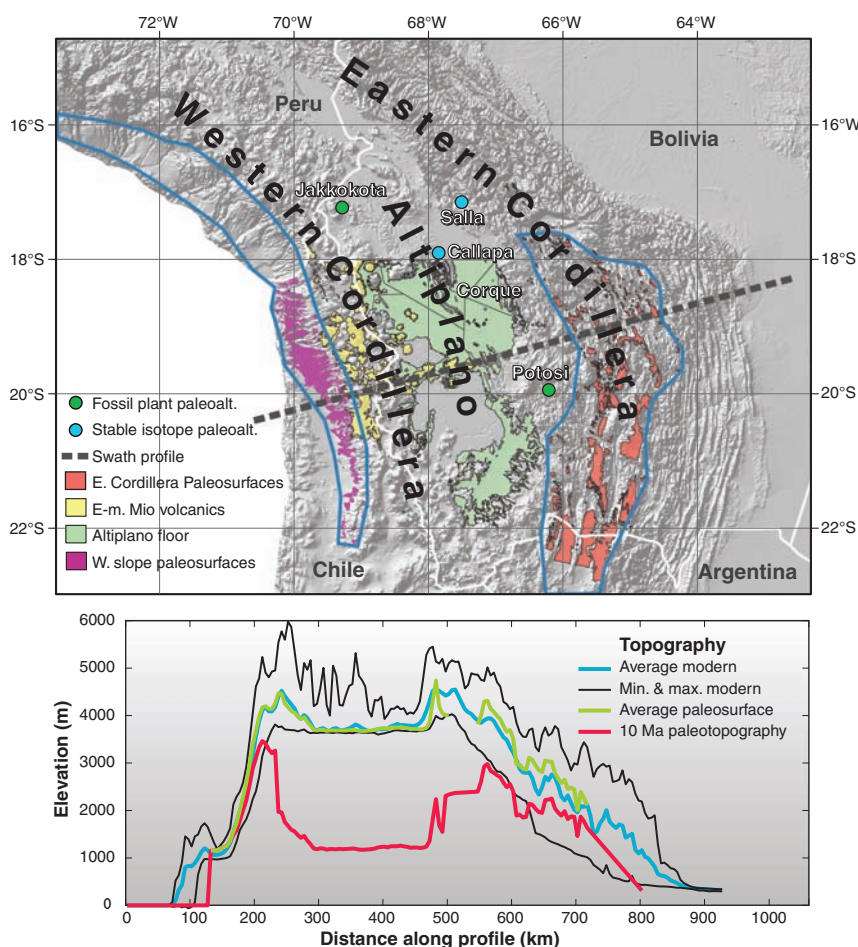 72°W 70°W 68°W 66°W 64°W
Peru
Eastern Cordillera
Western Cordillera
Altiplano
Bolivia
16°S 16°S
Jakkokota
Salla
18°S 18°S
Callapa
Corque
20°S 20°S
Potosi
Fossil plant paleoalt.
Stable isotope paleoalt.
Swath profile
E. Cordillera Paleosurfaces
E-m. Mio volcanics
Altiplano floor
W. slope paleosurfaces
22°S 22°S
Chile
Argentina
Topography
Average modern
Min. & max. modern
Average paleosurface
10 Ma paleotopography
Elevation (m)
6000
5000
4000
3000
2000
1000
0
0 100 200 300 400 500 600 700 800 900 1000
Distance along profile (km)